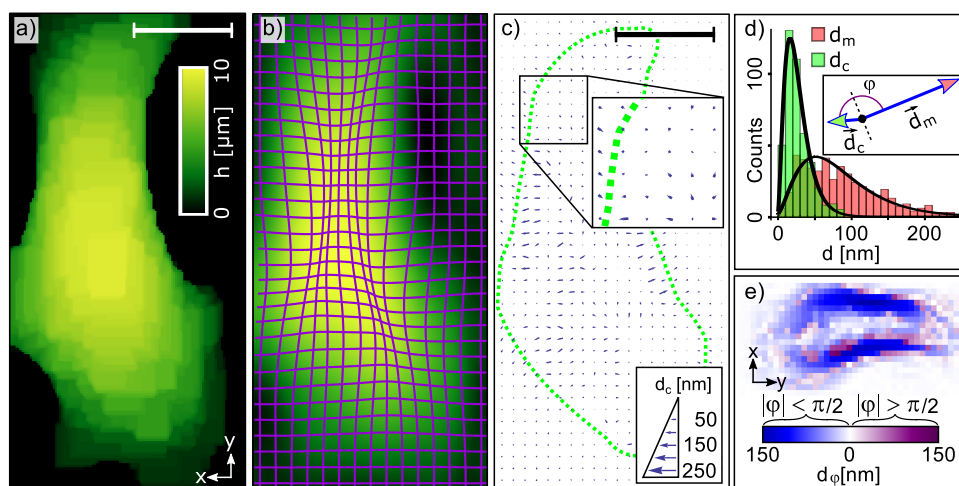 a)
10
h [µm]
0
y
x
b)
c)
d_c [nm]
50
150
250
d)
d_m
d_c
100
Counts
0
φ
d_m
d_c
0 100 200
d [nm]
e)
x
y
|φ| < π/2 |φ| > π/2
150 0 150
d_φ[nm]